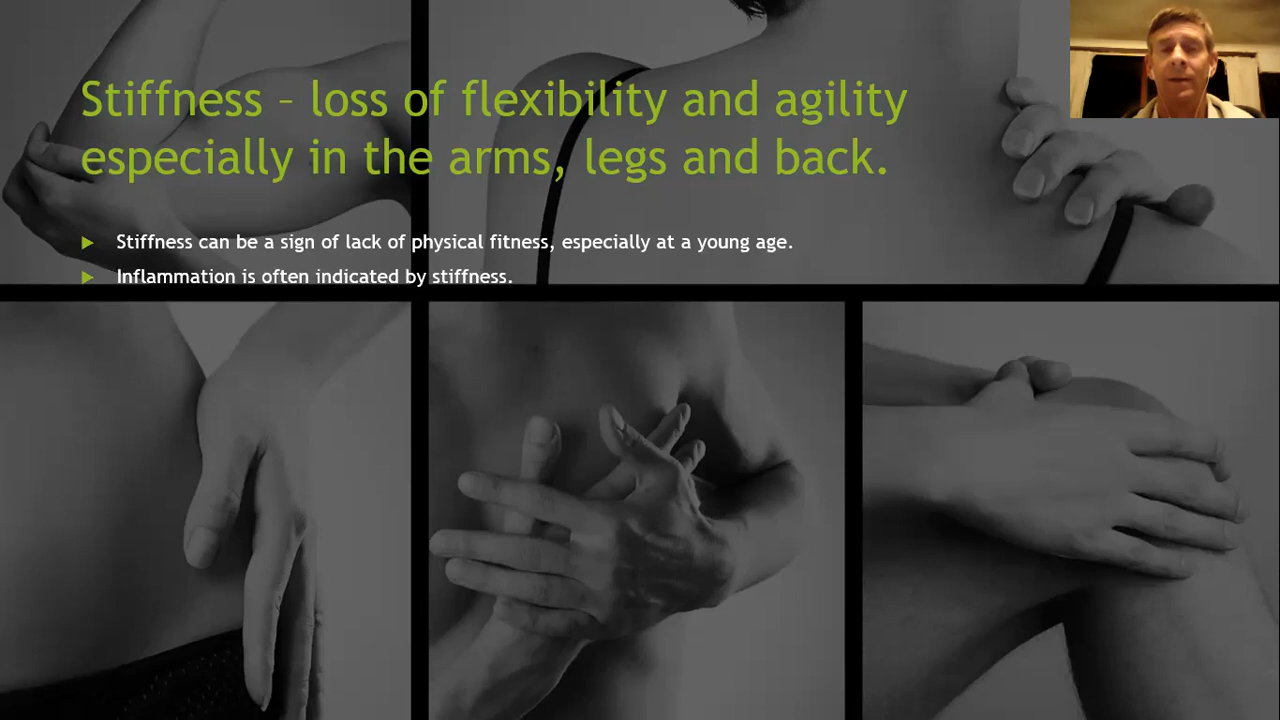 Stiffness – loss of flexibility and agility
especially in the arms, legs and back.
Stiffness can be a sign of lack of physical fitness, especially at a young age.
Inflammation is often indicated by stiffness.